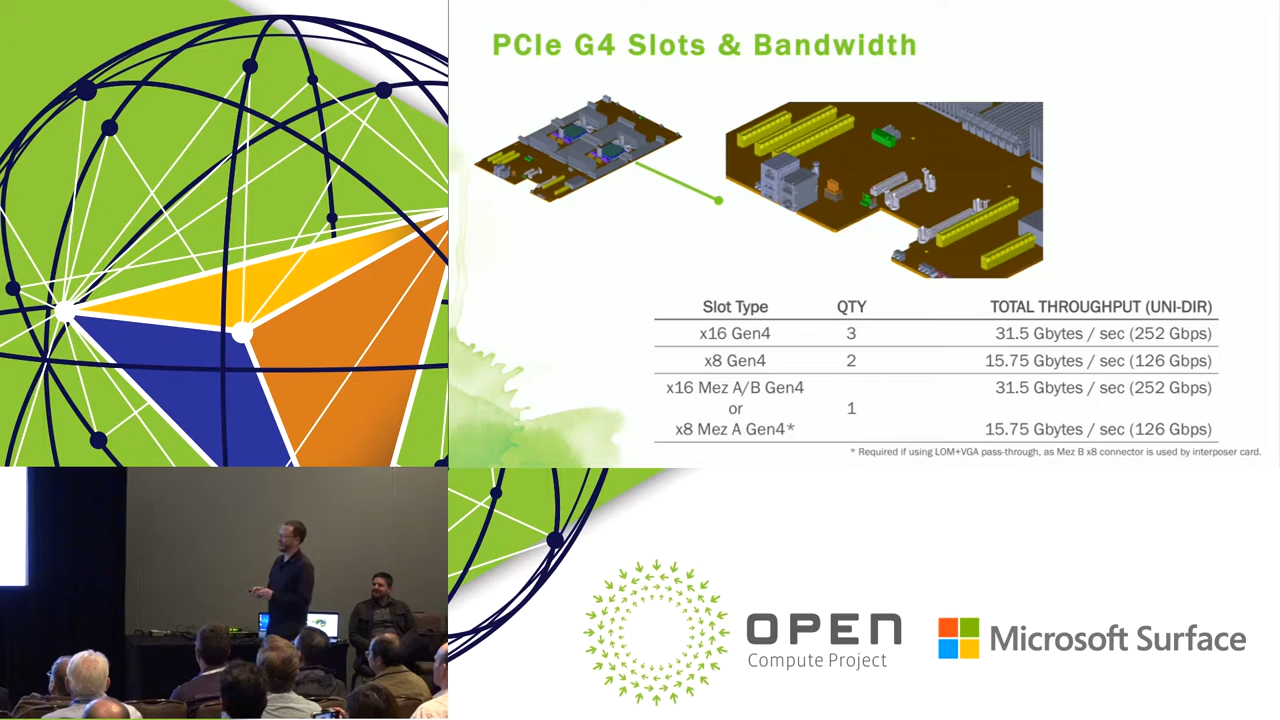 PCIe G4 Slots & Bandwidth
Slot Type QTY TOTAL THROUGHPUT (UNI-DIR)
x16 Gen4 3 31.5 Gbytes / sec (252 Gbps)
x8 Gen4 2 15.75 Gbytes / sec (126 Gbps)
x16 Mez A/B Gen4 31.5 Gbytes / sec (252 Gbps)
or 1
x8 Mez A Gen4* 15.75 Gbytes / sec (126 Gbps)
* Required if using LOM+VGA pass-through, as Mez B x8 connector is used by interposer card.
OPEN
Compute Project
Microsoft Surface